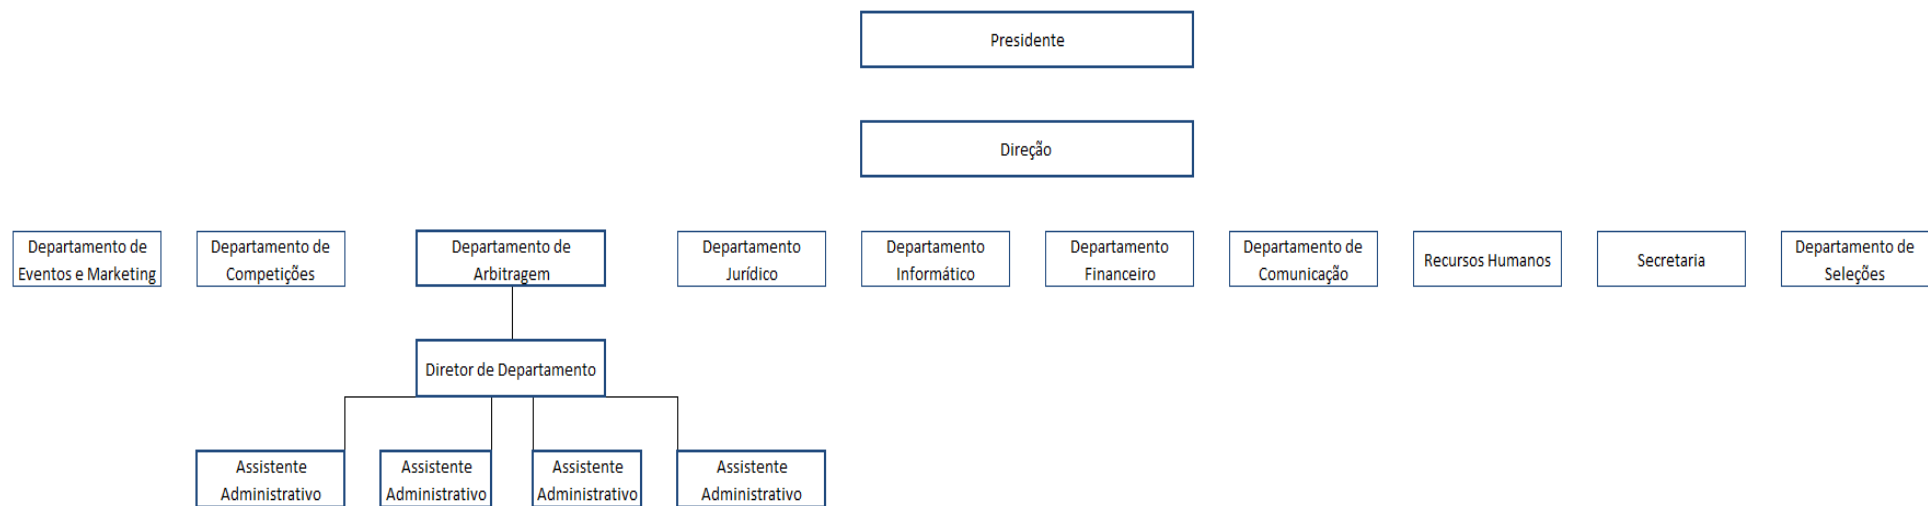 Presidente
Direção
Departamento de
Eventos e Marketing
Departamento de
Competições
Departamento de
Arbitragem
Departamento
Jurídico
Departamento
Informático
Departamento
Financeiro
Departamento de
Comunicação
Recursos Humanos
Secretaria
Departamento de
Seleções
Diretor de Departamento
Assistente
Administrativo
Assistente
Administrativo
Assistente
Administrativo
Assistente
Administrativo